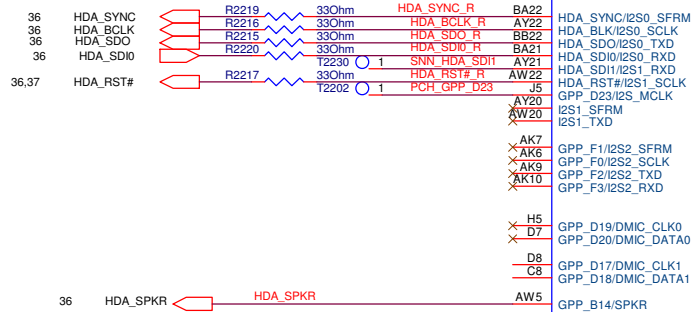 36 HDA_SYNC R2219 33Ohm HDA_SYNC_R BA22 HDA_SYNC/I2S0_SFRM
36 HDA_BCLK R2216 33Ohm HDA_BCLK_R AY22 HDA_BLK/I2S0_SCLK
36 HDA_SDO R2215 33Ohm HDA_SDO_R BB22 HDA_SDO/I2S0_TXD
36 HDA_SDI0 R2220 33Ohm HDA_SDI0_R BA21 HDA_SDI0/I2S0_RXD
T2230 1 SNN_HDA_SDI1 AY21 HDA_SDI1/I2S1_RXD
36,37 HDA_RST# R2217 33Ohm HDA_RST#_R AW22 HDA_RST#/I2S1_SCLK
T2202 1 PCH_GPP_D23 J5 GPP_D23/I2S_MCLK
AY20 I2S1_SFRM
AW20 I2S1_TXD
AK7 GPP_F1/I2S2_SFRM
AK6 GPP_F0/I2S2_SCLK
AK9 GPP_F2/I2S2_TXD
AK10 GPP_F3/I2S2_RXD
H5 GPP_D19/DMIC_CLK0
D7 GPP_D20/DMIC_DATA0
D8 GPP_D17/DMIC_CLK1
C8 GPP_D18/DMIC_DATA1
36 HDA_SPKR HDA_SPKR AW5 GPP_B14/SPKR